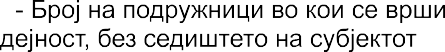 - Број на подружници во кои се врши
дејност, без седиштето на субјектот